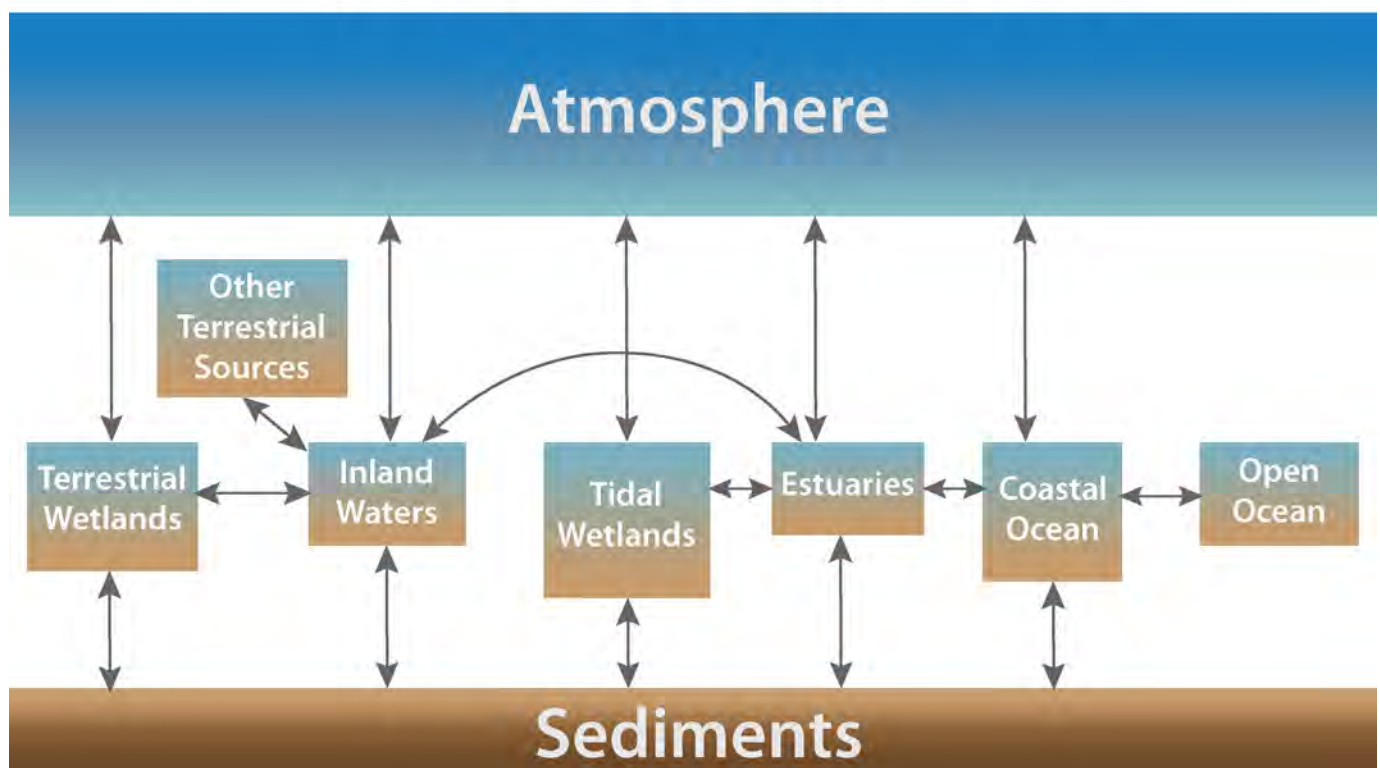 Atmosphere
Other
Terrestrial
Sources
Terrestrial
Wetlands
Inland
Waters
Tidal
Wetlands
Estuaries
Coastal
Ocean
Open
Ocean
Sediments